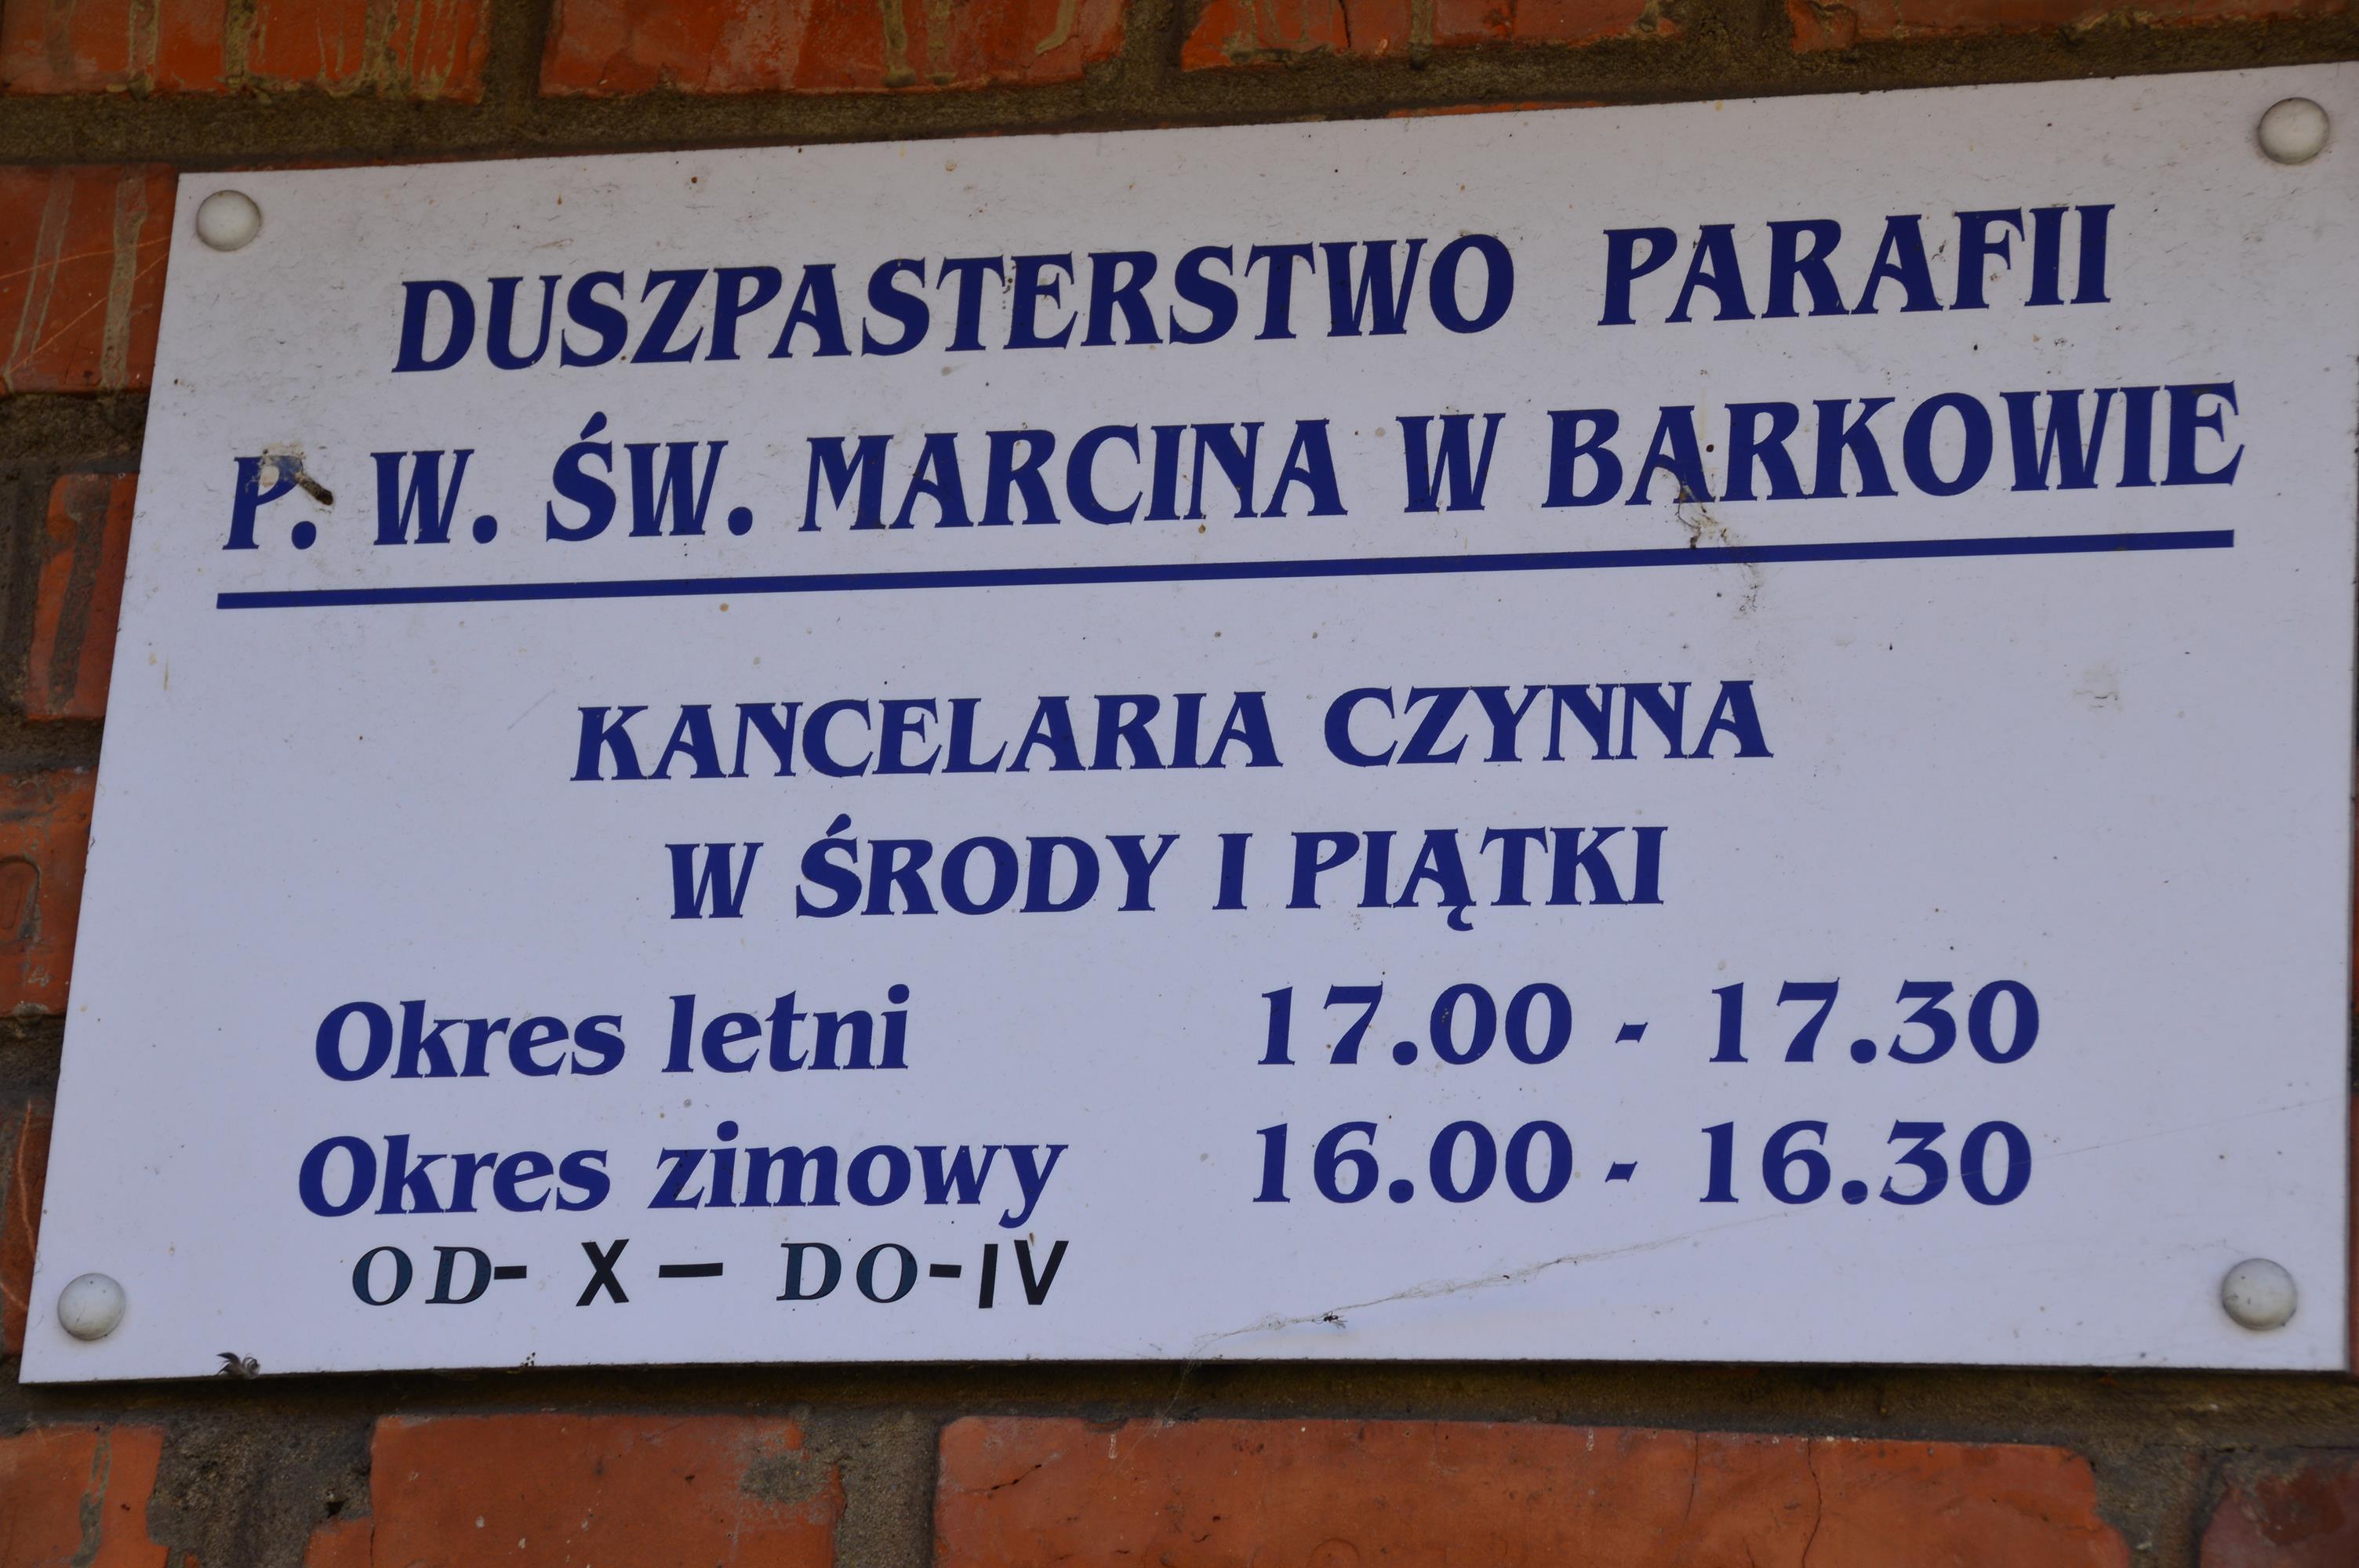 DUSZPASTERSTWO PARAFII
P. W. ŚW. MARCINA W BARKOWIE
KANCELARIA CZYNNA
W ŚRODY I PIĄTKI
Okres letni 17.00 - 17.30
Okres zimowy 16.00 - 16.30
OD- X — DO-IV